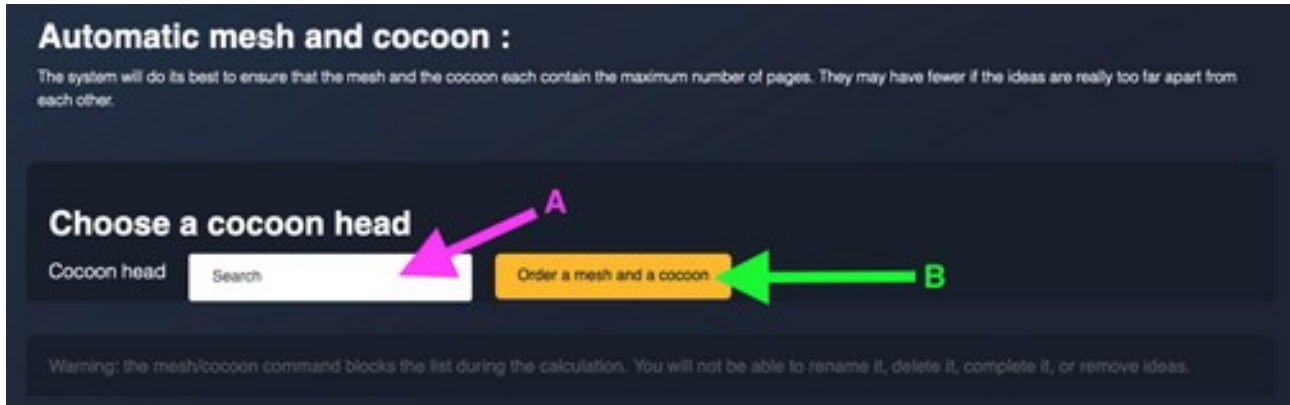 Automatic mesh and cocoon :
The system will do its best to ensure that the mesh and the cocoon each contain the maximum number of pages. They may have fewer if the ideas are really too far apart from
each other.
A
Choose a cocoon head
Cocoon head Search Order a mesh and a cocoon B
Warning: the mesh/cocoon command blocks the list during the calculation. You will not be able to rename it, delete it, complete it, or remove ideas.